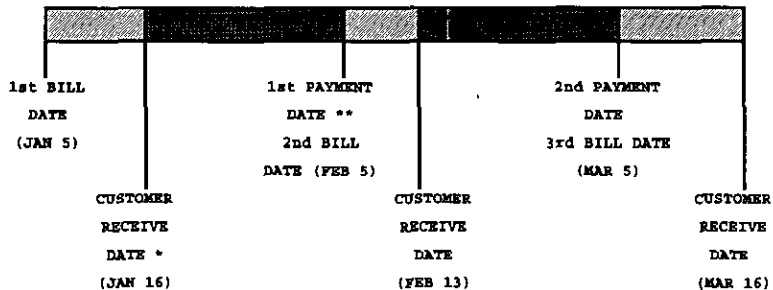 1st BILL
DATE
(JAN 5)
1st PAYMENT
DATE **
2nd BILL
DATE (FEB 5)
2nd PAYMENT
DATE
3rd BILL DATE
(MAR 5)
CUSTOMER
RECEIVE
DATE *
(JAN 16)
CUSTOMER
RECEIVE
DATE
(FEB 13)
CUSTOMER
RECEIVE
DATE
(MAR 16)